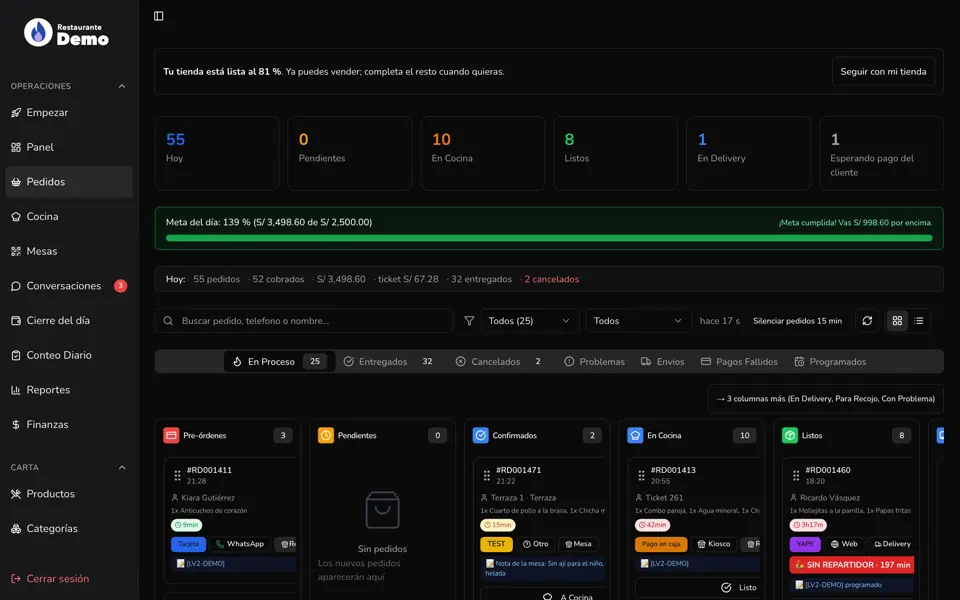 Restaurante
Demo
OPERACIONES
Empezar
Panel
Pedidos
Cocina
Mesas
Conversaciones 3
Cierre del día
Conteo Diario
Reportes
Finanzas
CARTA
Productos
Categorías
Cerrar sesión
Tu tienda está lista al 81 %. Ya puedes vender; completa el resto cuando quieras.
Seguir con mi tienda
55
Hoy
0
Pendientes
10
En Cocina
8
Listos
1
En Delivery
1
Esperando pago del
cliente
Meta del día: 139 % (S/ 3,498.60 de S/ 2,500.00)
¡Meta cumplida! Vas S/ 998.60 por encima.
Hoy: 55 pedidos · 52 cobrados · S/ 3,498.60 · ticket S/ 67.28 · 32 entregados · 2 cancelados
Buscar pedido, telefono o nombre...
Todos (25)
Todos
hace 17 s
Silenciar pedidos 15 min
En Proceso 25
Entregados 32
Cancelados 2
Problemas
Envios
Pagos Fallidos
Programados
→ 3 columnas más (En Delivery, Para Recojo, Con Problema)
Pre-órdenes 3
#RD001411
21:28
Kiara Gutiérrez
1x Anticuches de corazón
9min
Tarjeta
WhatsApp
Re
[LV2-DEMO]
Pendientes 0
Sin pedidos
Los nuevos pedidos
aparecerán aquí
Confirmados 2
#RD001471
21:22
Terraza 1 · Terraza
1x Cuarto de pollo a la brasa, 1x Chicha m
15min
TEST
Otro
Mesa
Nota de la mesa: Sin ají para el niño,
helada
A Cocina
En Cocina 10
#RD001413
20:55
Ticket 261
1x Combo pareja, 1x Agua mineral, 1x Ch
42min
Pago en caja
Kiosco
R
[LV2-DEMO]
Listo
Listos 8
#RD001460
18:20
Ricardo Vásquez
1x Mollejitas a la parrilla, 1x Papas fritas
3h17m
YAPE
Web
Delivery
SIN REPARTIDOR · 197 min
[LV2-DEMO] programado